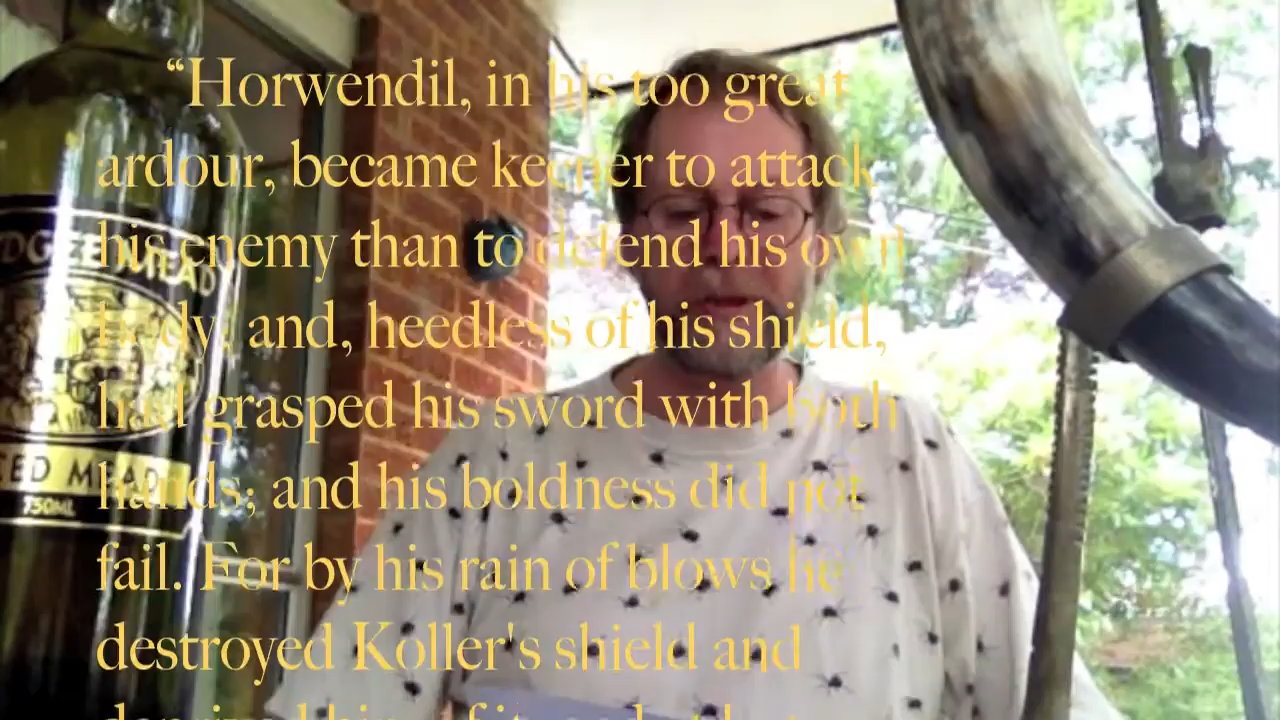 “Horwendil, in his too great
ardour, became keener to attack
his enemy than to defend his own
body; and, heedless of his shield,
had grasped his sword with both
hands; and his boldness did not
fail. For by his rain of blows he
destroyed Koller's shield and
MEAD
750ML